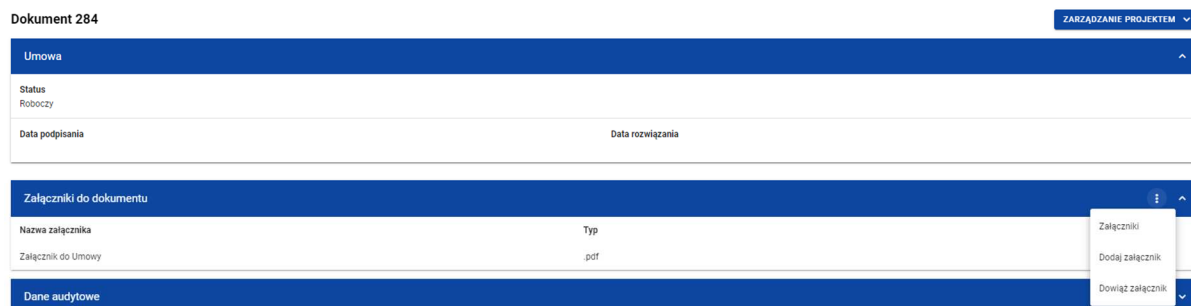 Dokument 284
ZARZĄDZANIE PROJEKTEM
Umowa
Status
Roboczy
Data podpisania Data rozwiązania
Załączniki do dokumentu
Nazwa załącznika Typ
Załącznik do Umowy .pdf
Załączniki
Dodaj załącznik
Dowiąż załącznik
Dane audytowe